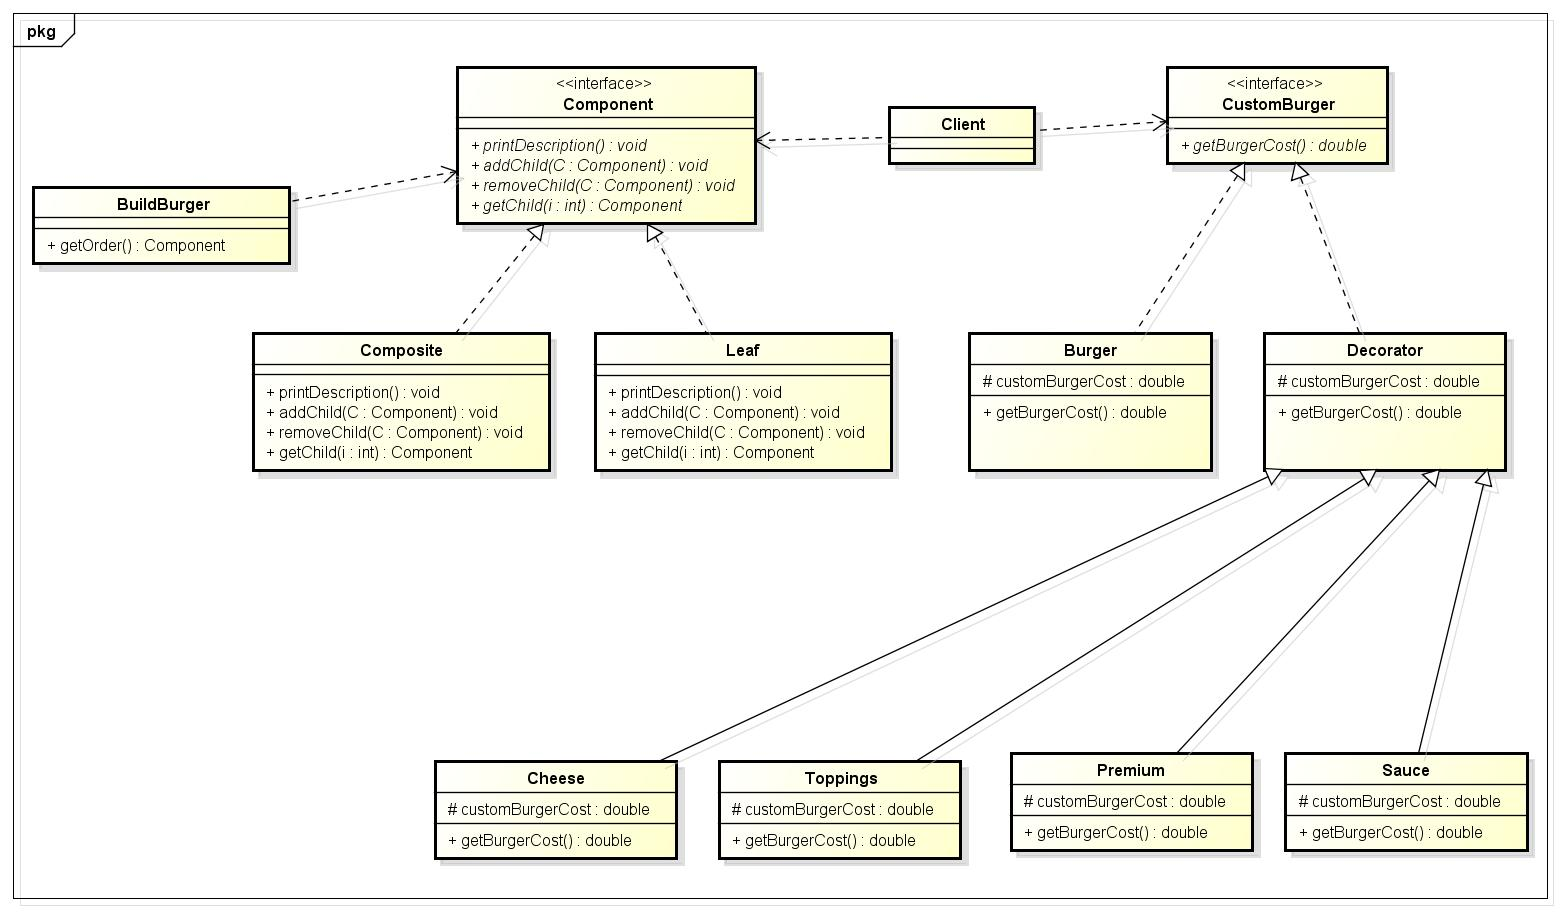 pkg
<<interface>>
Component
+ printDescription() : void
+ addChild(C : Component) : void
+ removeChild(C : Component) : void
+ getChild(i : int) : Component
Client
<<interface>>
CustomBurger
+ getBurgerCost() : double
BuildBurger
+ getOrder() : Component
Composite
+ printDescription() : void
+ addChild(C : Component) : void
+ removeChild(C : Component) : void
+ getChild(i : int) : Component
Leaf
+ printDescription() : void
+ addChild(C : Component) : void
+ removeChild(C : Component) : void
+ getChild(i : int) : Component
Burger
# customBurgerCost : double
+ getBurgerCost() : double
Decorator
# customBurgerCost : double
+ getBurgerCost() : double
Cheese
# customBurgerCost : double
+ getBurgerCost() : double
Toppings
# customBurgerCost : double
+ getBurgerCost() : double
Premium
# customBurgerCost : double
+ getBurgerCost() : double
Sauce
# customBurgerCost : double
+ getBurgerCost() : double